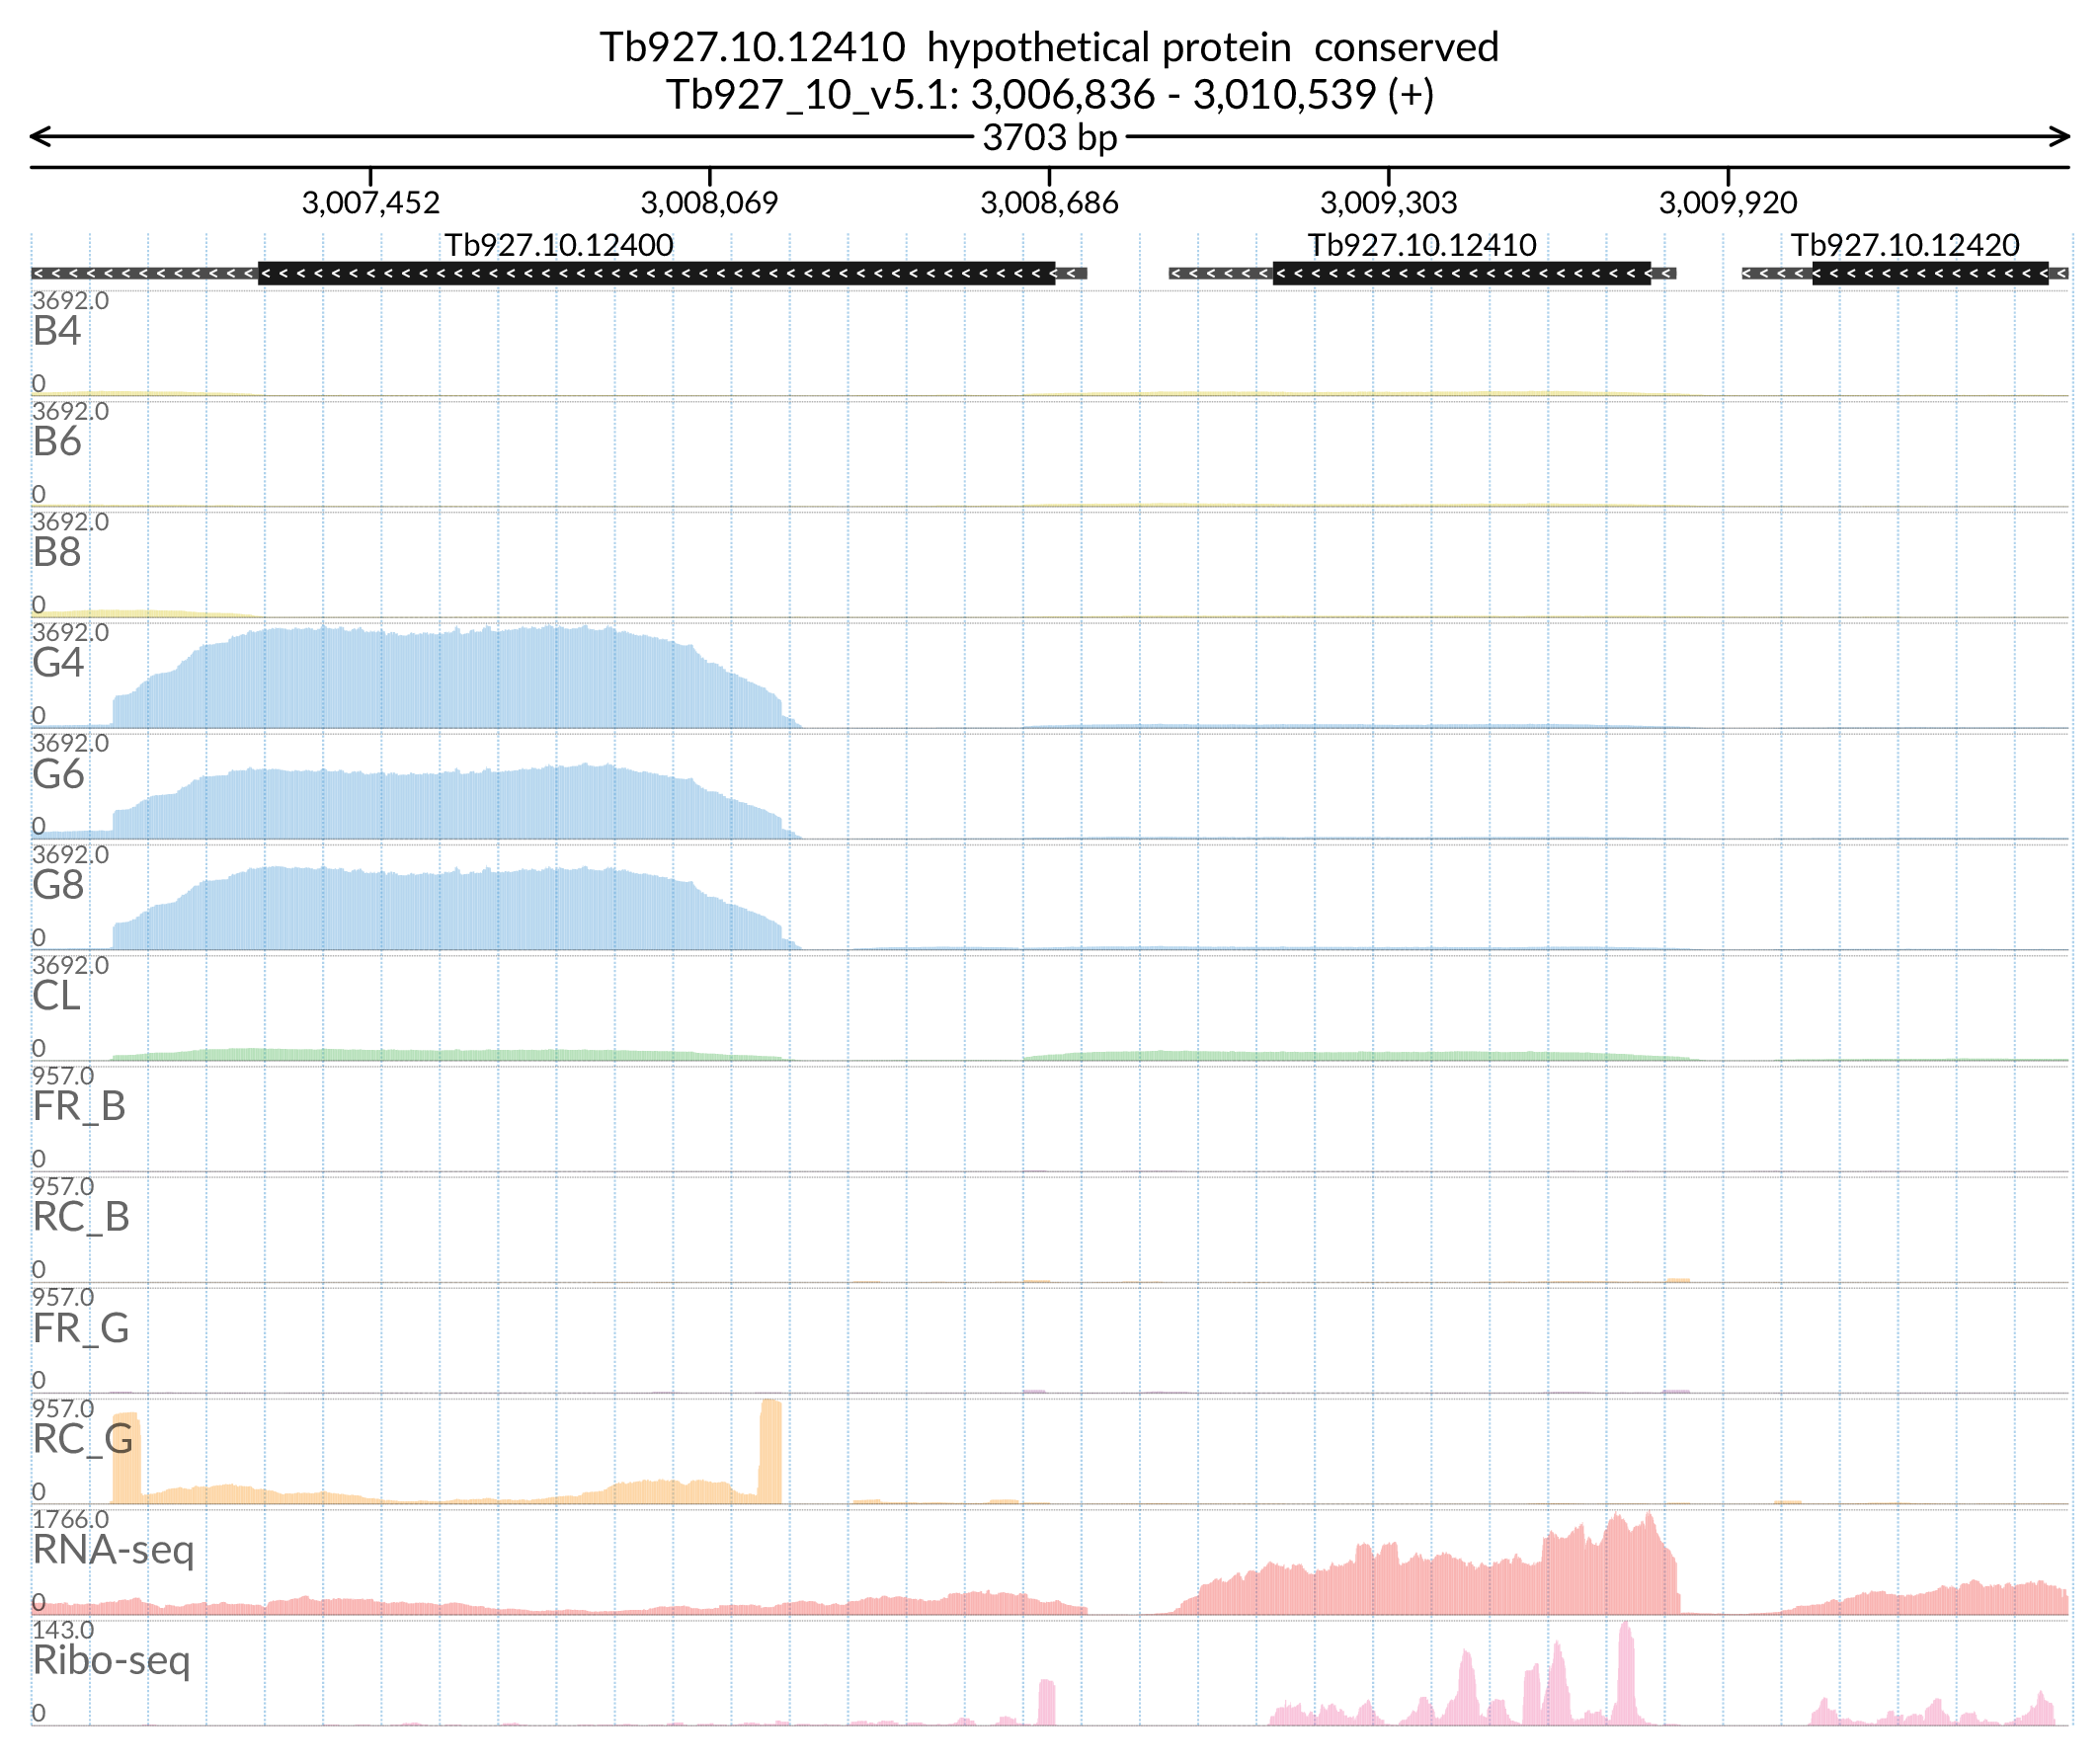 Tb927.10.12410 hypothetical protein conserved
Tb927_10_v5.1: 3,006,836 - 3,010,539 (+)
3703 bp
3,007,452 3,008,069 3,008,686 3,009,303 3,009,920
Tb927.10.12400 Tb927.10.12410 Tb927.10.12420
3692.0
B4
0
3692.0
B6
0
3692.0
B8
0
3692.0
G4
0
3692.0
G6
0
3692.0
G8
0
3692.0
CL
0
957.0
FR_B
0
957.0
RC_B
0
957.0
FR_G
0
957.0
RC_G
0
1766.0
RNA-seq
0
143.0
Ribo-seq
0